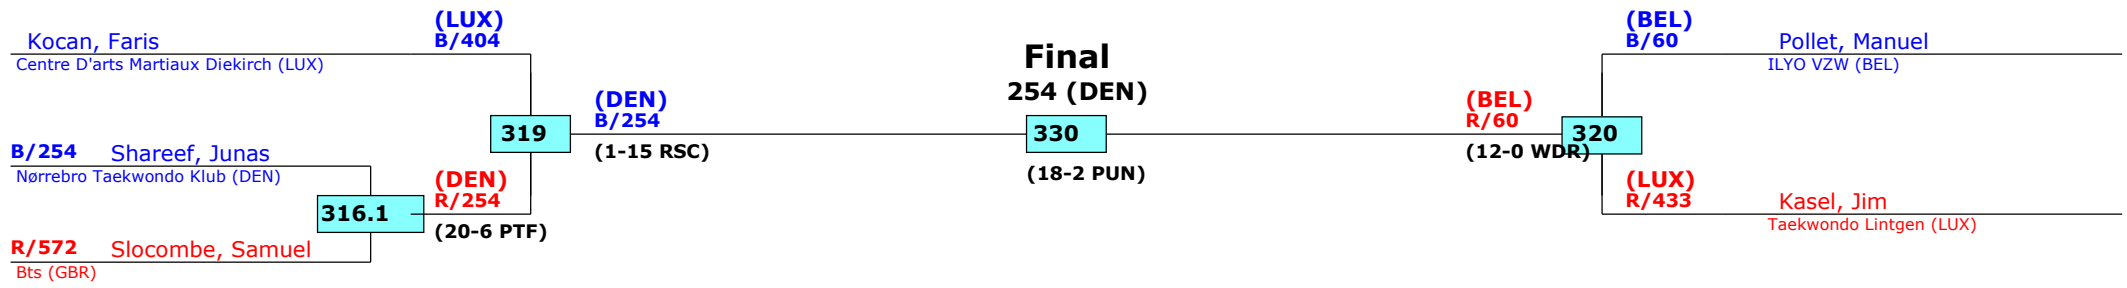 (LUX)
B/404
Kocan, Faris
Centre D'arts Martiaux Diekirch (LUX)
319
B/254 Shareef, Junas
Nørrebro Taekwondo Klub (DEN)
316.1
(DEN)
R/254
(20-6 PTF)
R/572 Slocombe, Samuel
Bts (GBR)
(DEN)
B/254
(1-15 RSC)
Final
254 (DEN)
330
(18-2 PUN)
(BEL)
R/60
(12-0 WDR)
320
(BEL)
B/60
Pollet, Manuel
ILYO VZW (BEL)
(LUX)
R/433
Kasel, Jim
Taekwondo Lintgen (LUX)